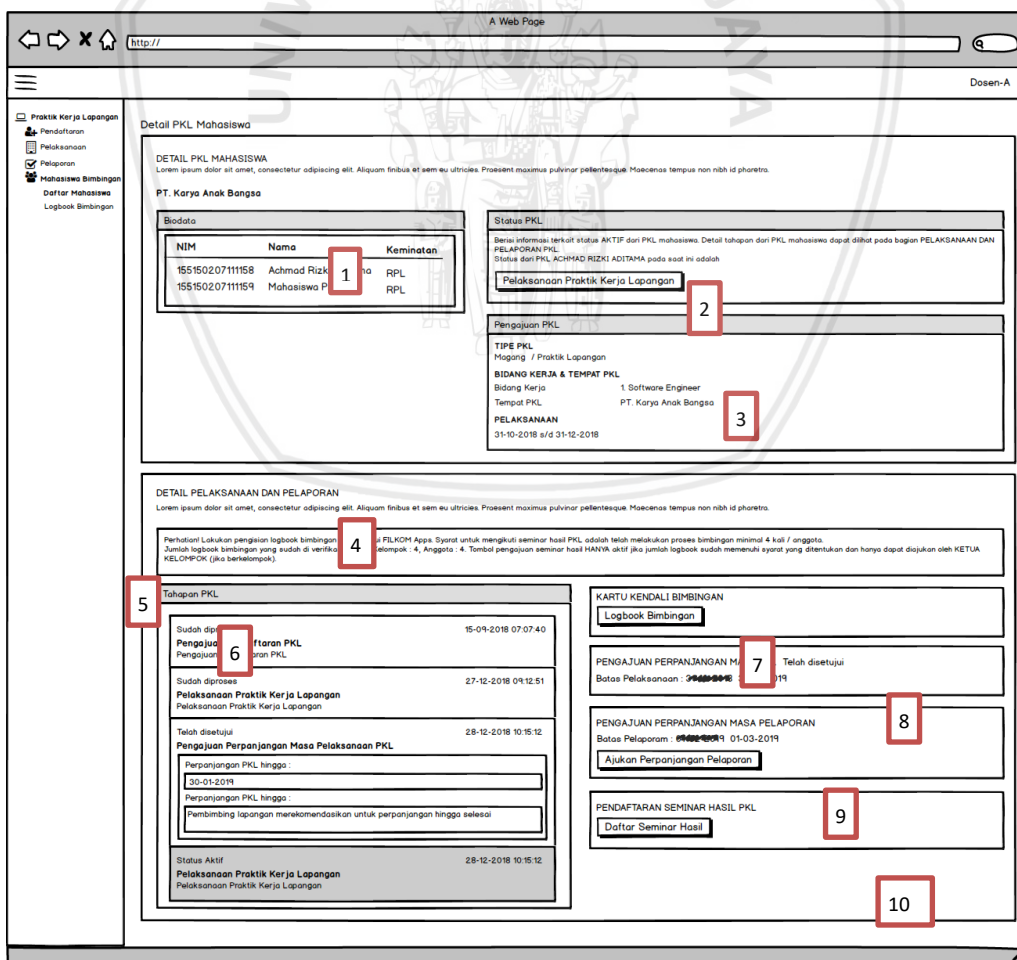 A Web Page
http://
Dosen-A
Praktik Kerja Lapangan
Pendaftaran
Pelaksanaan
Pelaporan
Mahasiswa Bimbingan
Daftar Mahasiswa
Logbook Bimbingan
Detail PKL Mahasiswa
DETAIL PKL MAHASISWA
Lorem ipsum dolor sit amet, consectetur adipiscing elit. Aliquam finibus et sem eu ultricies. Praesent maximus pulvinar pellentesque. Maecenas tempus non nibh id pharetra.
PT. Karya Anak Bangsa
Biodata
NIM Nama Keminatan
155150207111158 Achmad Rizk RPL
155150207111159 Mahasiswa P RPL
1
Status PKL
Berisi informasi terkait status AKTIF dari PKL mahasiswa. Detail tahapan dari PKL mahasiswa dapat dilihat pada bagian PELAKSANAAN DAN
PELAPORAN PKL.
Status dari PKL ACHMAD RIZKI ADITAMA pada saat ini adalah
Pelaksanaan Praktik Kerja Lapangan
2
Pengajuan PKL
TIPE PKL
Magang / Praktik Lapangan
BIDANG KERJA & TEMPAT PKL
Bidang Kerja 1. Software Engineer
Tempat PKL PT. Karya Anak Bangsa
PELAKSANAAN
31-10-2018 s/d 31-12-2018
3
DETAIL PELAKSANAAN DAN PELAPORAN
Lorem ipsum dolor sit amet, consectetur adipiscing elit. Aliquam finibus et sem eu ultricies. Praesent maximus pulvinar pellentesque. Maecenas tempus non nibh id pharetra.
Perhatian! Lakukan pengisian logbook bimbingan FILKOM Apps. Syarat untuk mengikuti seminar hasil PKL adalah telah melakukan proses bimbingan minimal 4 kali / anggota.
Jumlah logbook bimbingan yang sudah di verifika elompok : 4, Anggota : 4. Tombol pengajuan seminar hasil HANYA aktif jika jumlah logbook sudah memenuhi syarat yang ditentukan dan hanya dapat diajukan oleh KETUA
KELOMPOK (jika berkelompok).
4
5
Tahapan PKL
Sudah dip 15-09-2018 07:07:40
Pengajua ftaran PKL
Pengajuan ran PKL
6
Sudah diproses 27-12-2018 09:12:51
Pelaksanaan Praktik Kerja Lapangan
Pelaksanaan Praktik Kerja Lapangan
Telah disetujui 28-12-2018 10:15:12
Pengajuan Perpanjangan Masa Pelaksanaan PKL
Perpanjangan PKL hingga :
30-01-2019
Perpanjangan PKL hingga :
Pembimbing lapangan merekomendasikan untuk perpanjangan hingga selesai
Status Aktif 28-12-2018 10:15:12
Pelaksanaan Praktik Kerja Lapangan
Pelaksanaan Praktik Kerja Lapangan
KARTU KENDALI BIMBINGAN
Logbook Bimbingan
PENGAJUAN PERPANJANGAN MA Telah disetujui
Batas Pelaksanaan : 19
7
PENGAJUAN PERPANJANGAN MASA PELAPORAN
Batas Pelaporam : 01-03-2019
Ajukan Perpanjangan Pelaporan
8
PENDAFTARAN SEMINAR HASIL PKL
Daftar Seminar Hasil
9
10